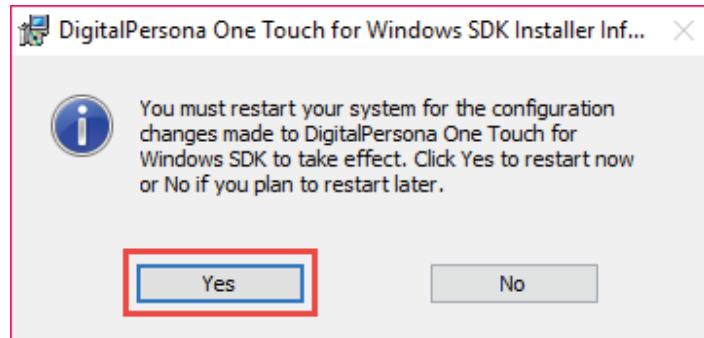 DigitalPersona One Touch for Windows SDK Installer Inf...
You must restart your system for the configuration
changes made to DigitalPersona One Touch for
Windows SDK to take effect. Click Yes to restart now
or No if you plan to restart later.
Yes No